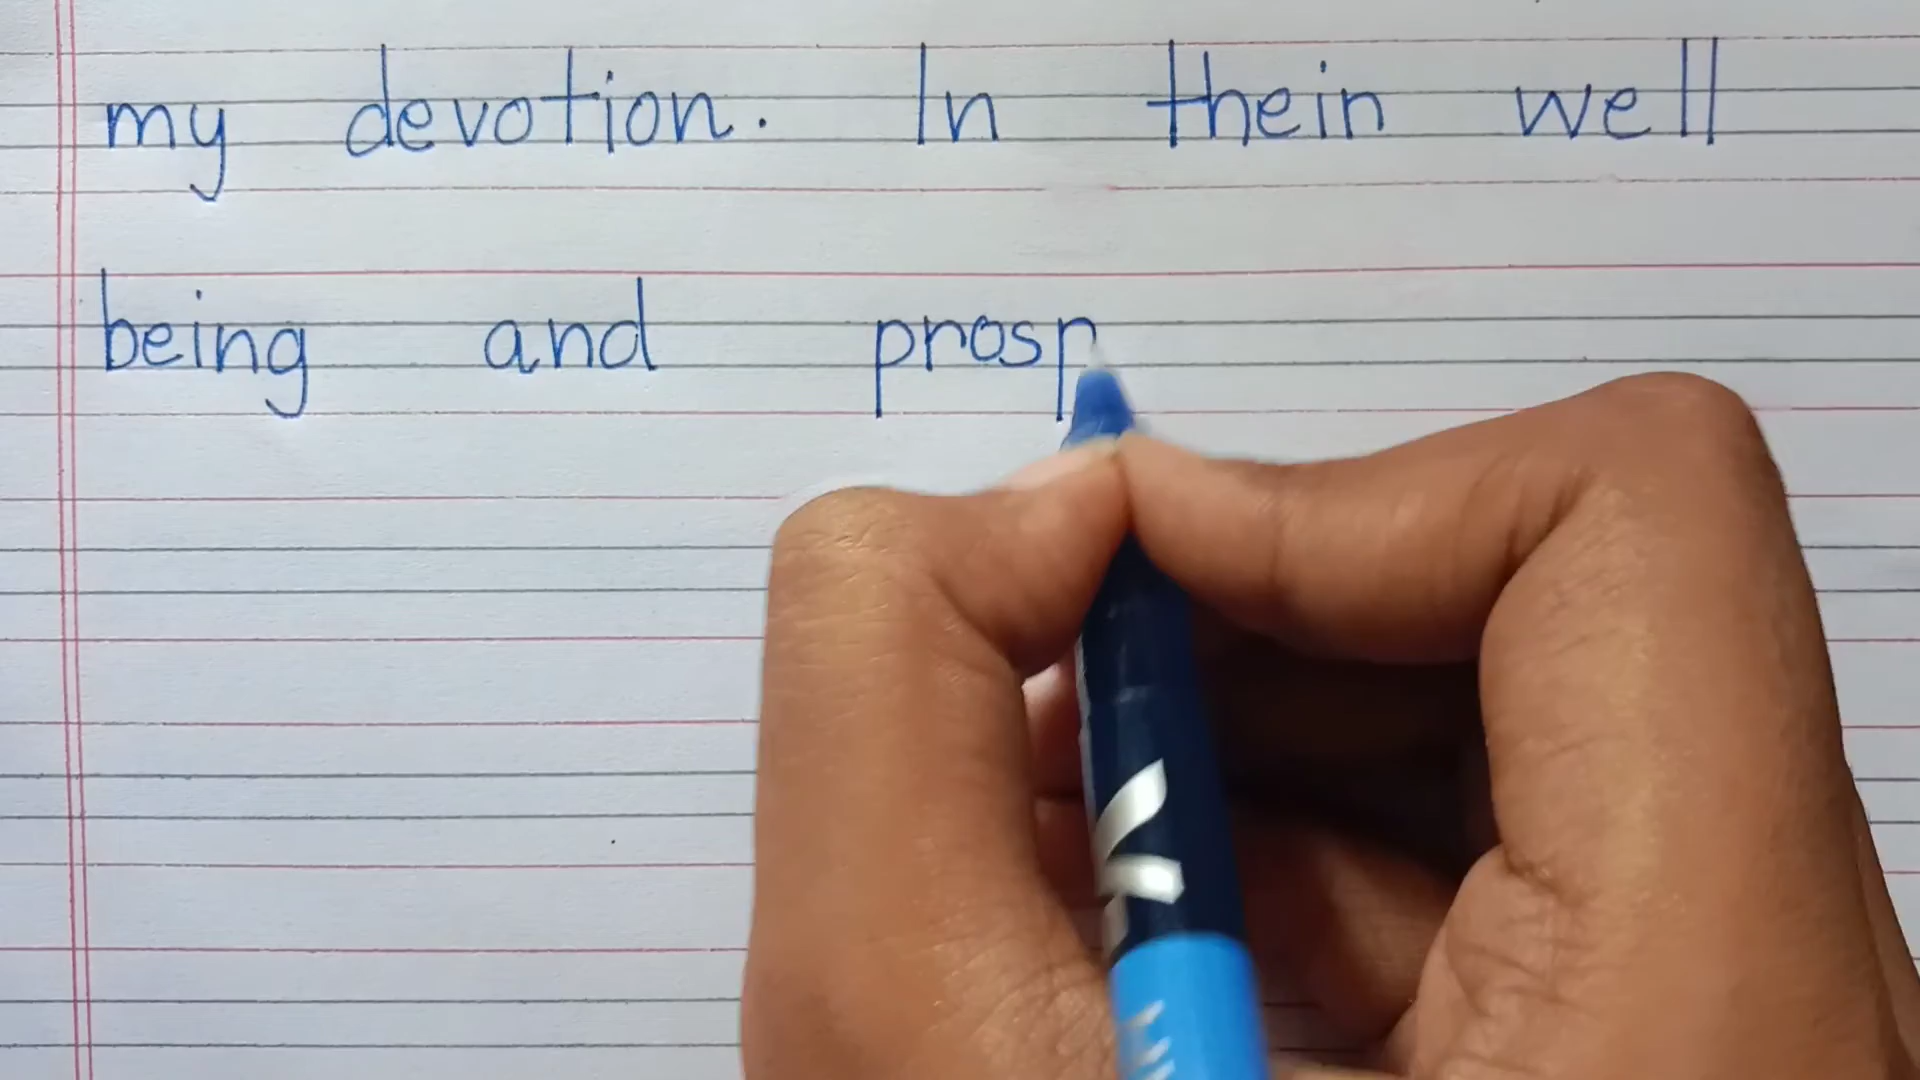 my devotion. In thein well
being and prosp